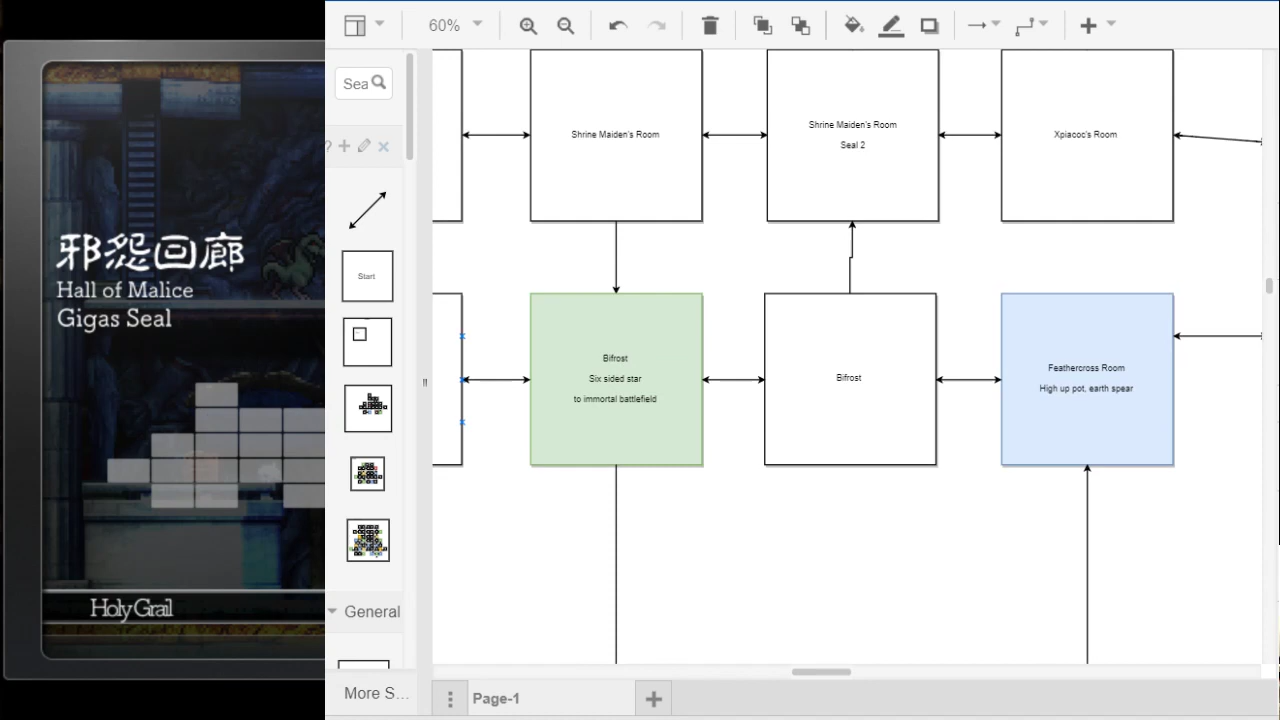 邪怨回廊
Hall of Malice
Gigas Seal
Holy Grail
60%
Sea
?
Start
General
More S...
Shrine Maiden's Room
Shrine Maiden's Room
Seal 2
Xpiacoc's Room
Bifrost
Six sided star
to immortal battlefield
Bifrost
Feathercross Room
High up pot, earth spear
Page-1